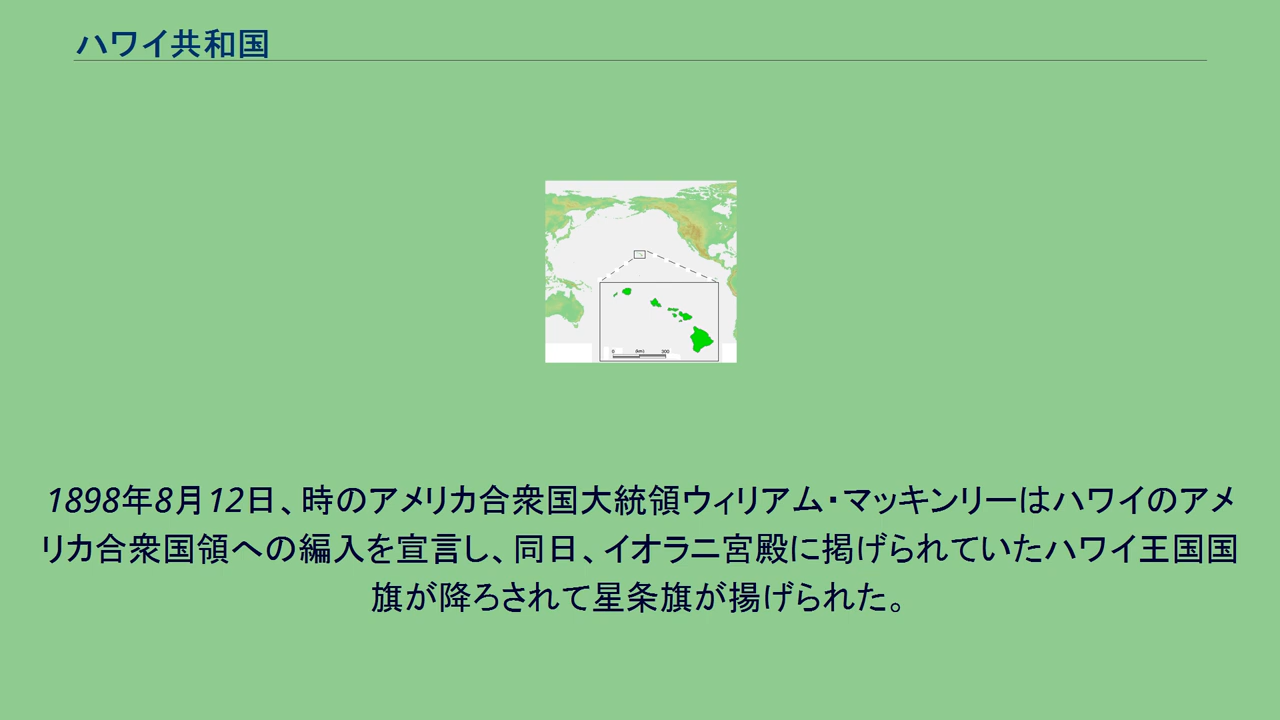 ハワイ共和国
0 (km) 200
1898年8月12日、時のアメリカ合衆国大統領ウィリアム・マッキンリーはハワイのアメ
リカ合衆国領への編入を宣言し、同日、イオラニ宮殿に掲げられていたハワイ王国国
旗が降ろされて星条旗が揚げられた。